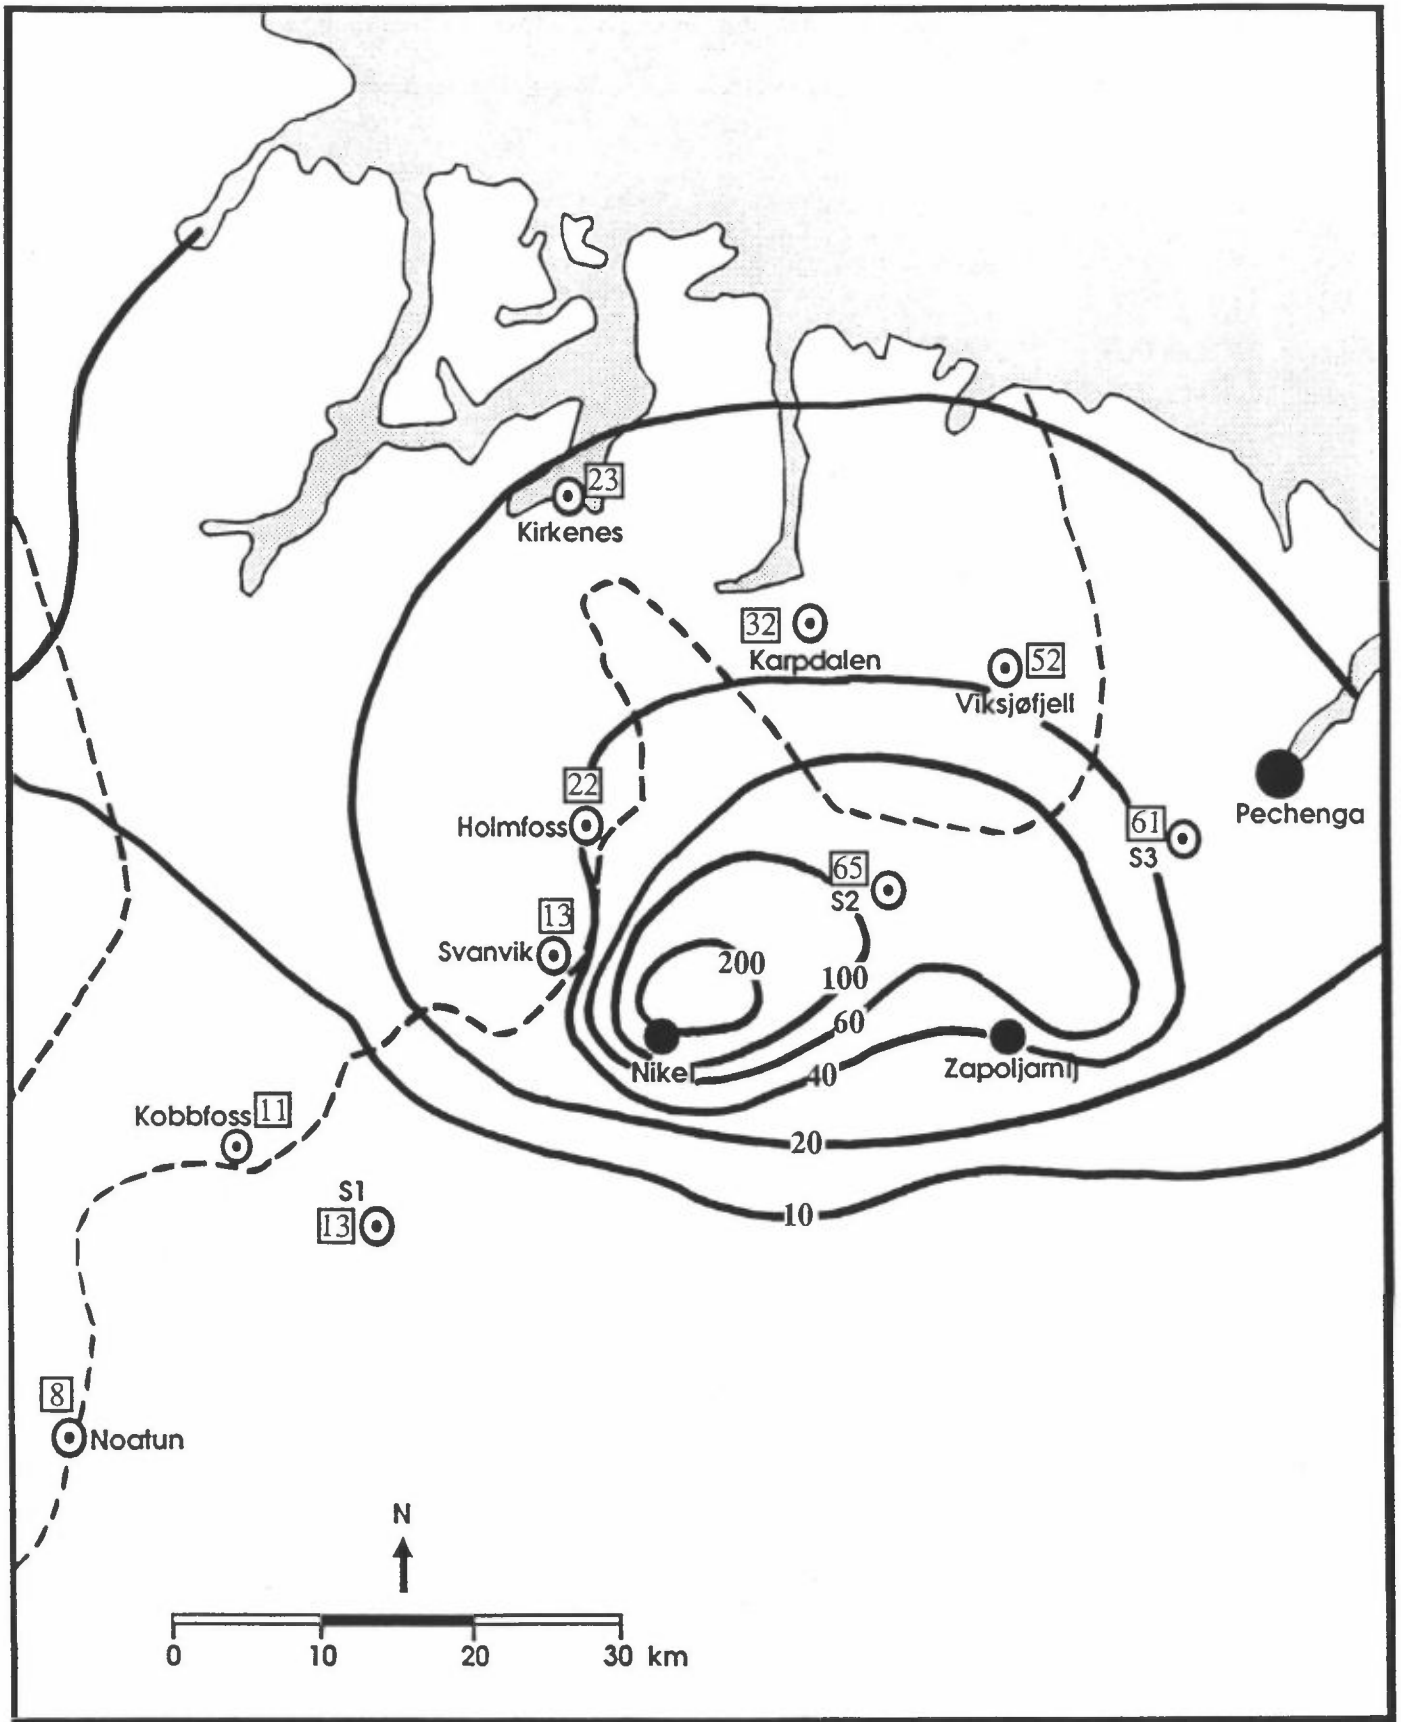 23
Kirkenes
32
Karpdalen
52
Viksjøfjell
22
Holmfoss
61
S3
Pechenga
65
S2
13
Svanvik
200
100
60
40
20
10
Nikel
Zapoljarnij
Kobbfoss 11
S1
13
8
Noatun
N
0 10 20 30 km